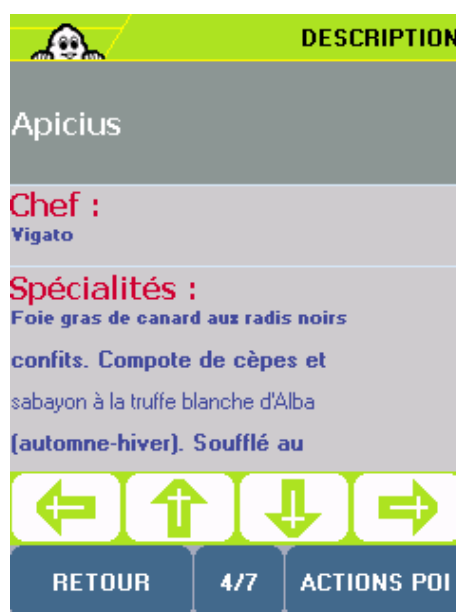 DESCRIPTION
Apicius
Chef :
Vigato
Spécialités :
Foie gras de canard aux radis noirs
confits. Compote de cèpes et
sabayon à la truffe blanche d'Alba
(automne-hiver). Soufflé au
RETOUR 4/7 ACTIONS POI